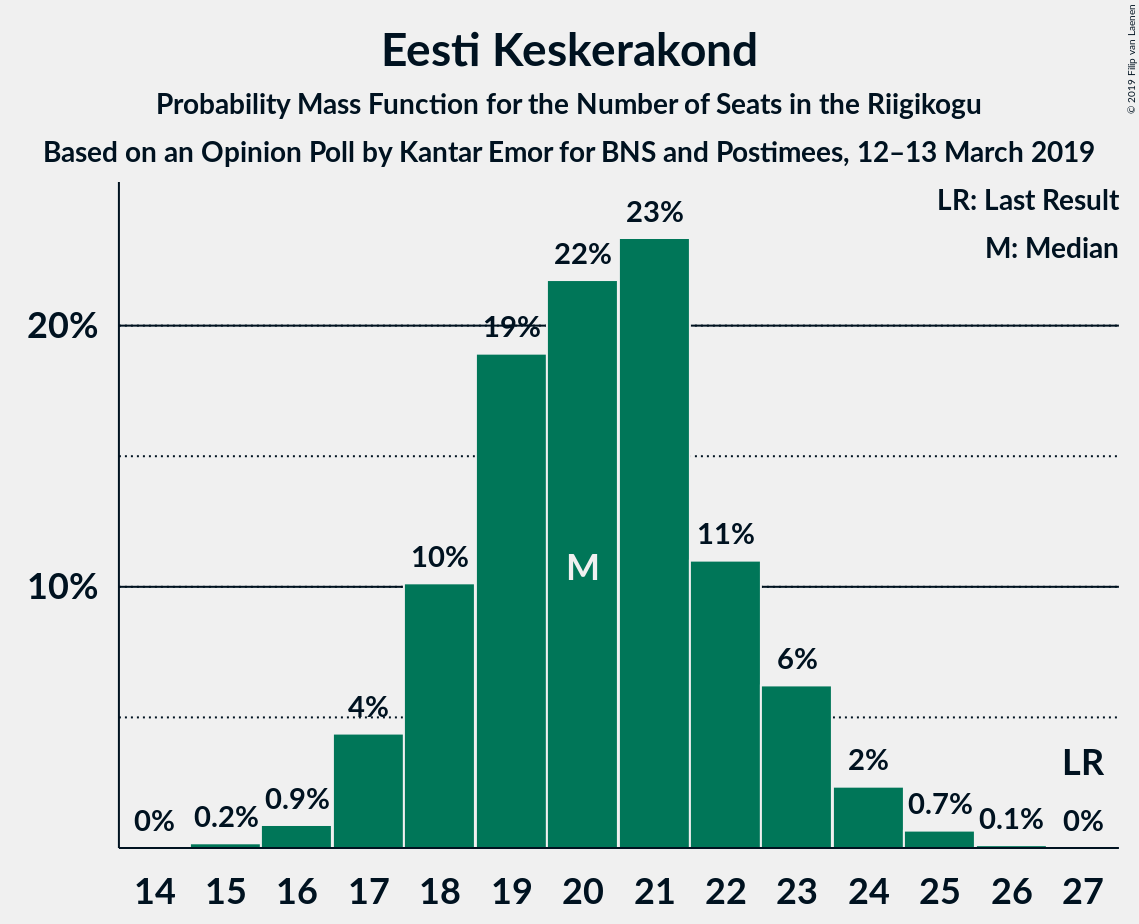 Eesti Keskerakond
Probability Mass Function for the Number of Seats in the Riigikogu
Based on an Opinion Poll by Kantar Emor for BNS and Postimees, 12–13 March 2019
© 2019 Filip van Laenen
LR: Last Result
M: Median
23%
22%
20%
19%
11%
10%
10%
M
6%
4%
2%
LR
0%
0.2%
0.9%
0.7%
0.1%
0%
14 15 16 17 18 19 20 21 22 23 24 25 26 27